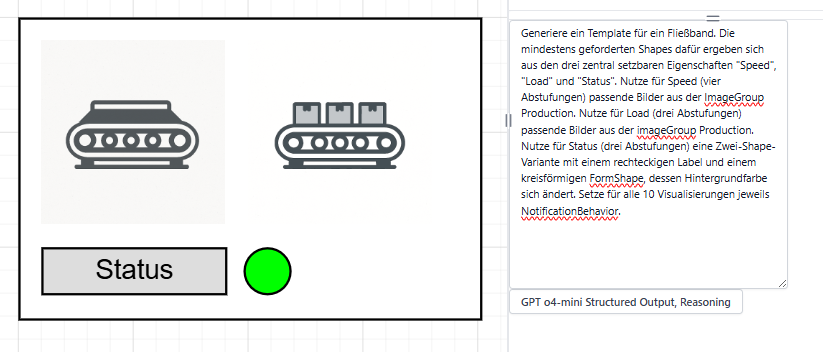 Status
Generiere ein Template für ein Fließband. Die
mindestens geforderten Shapes dafür ergeben sich
aus den drei zentral setzbaren Eigenschaften "Speed",
"Load" und "Status". Nutze für Speed (vier
Abstufungen) passende Bilder aus der ImageGroup
Production. Nutze für Load (drei Abstufungen)
passende Bilder aus der imageGroup Production.
Nutze für Status (drei Abstufungen) eine Zwei-Shape-
Variante mit einem rechteckigen Label und einem
kreisförmigen FormShape, dessen Hintergrundfarbe
sich ändert. Setze für alle 10 Visualisierungen jeweils
NotificationBehavior.
GPT o4-mini Structured Output, Reasoning